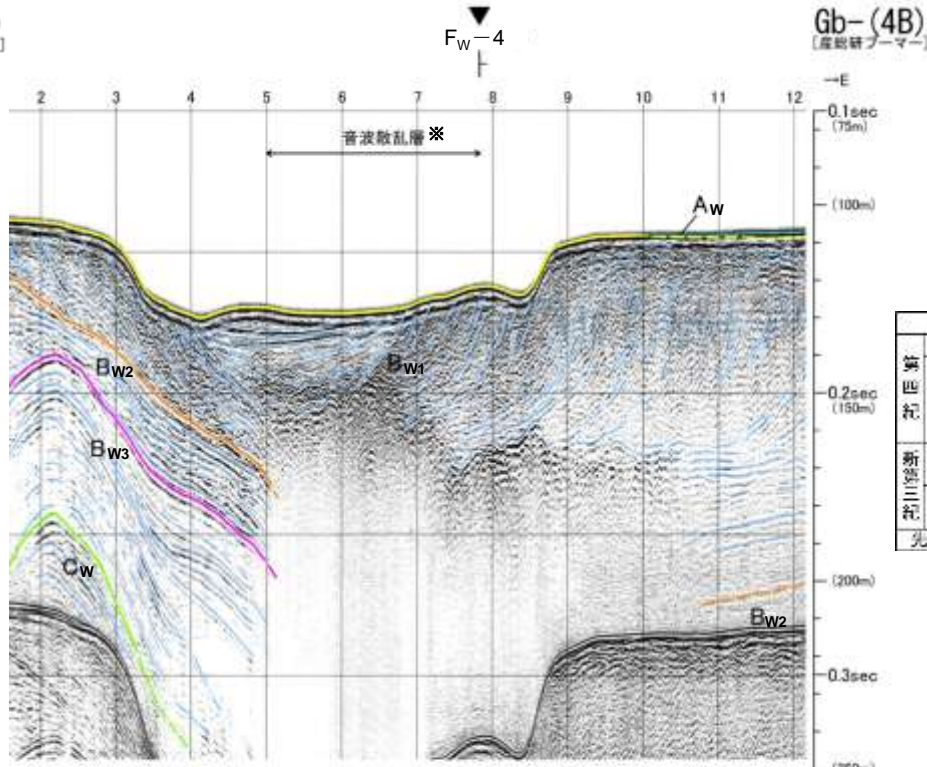 Gb-(4B)
[産総研ブーマー]
▼
Fw-4
→E
2 3 4 5 6 7 8 9 10 11 12
0.1sec
(75m)
音波散乱層※
(100m)
Aw
Bw2
Bw1
0.2sec
(150m)
Bw3
Cw
(200m)
Bw2
0.3sec
第四紀
新第三紀
先